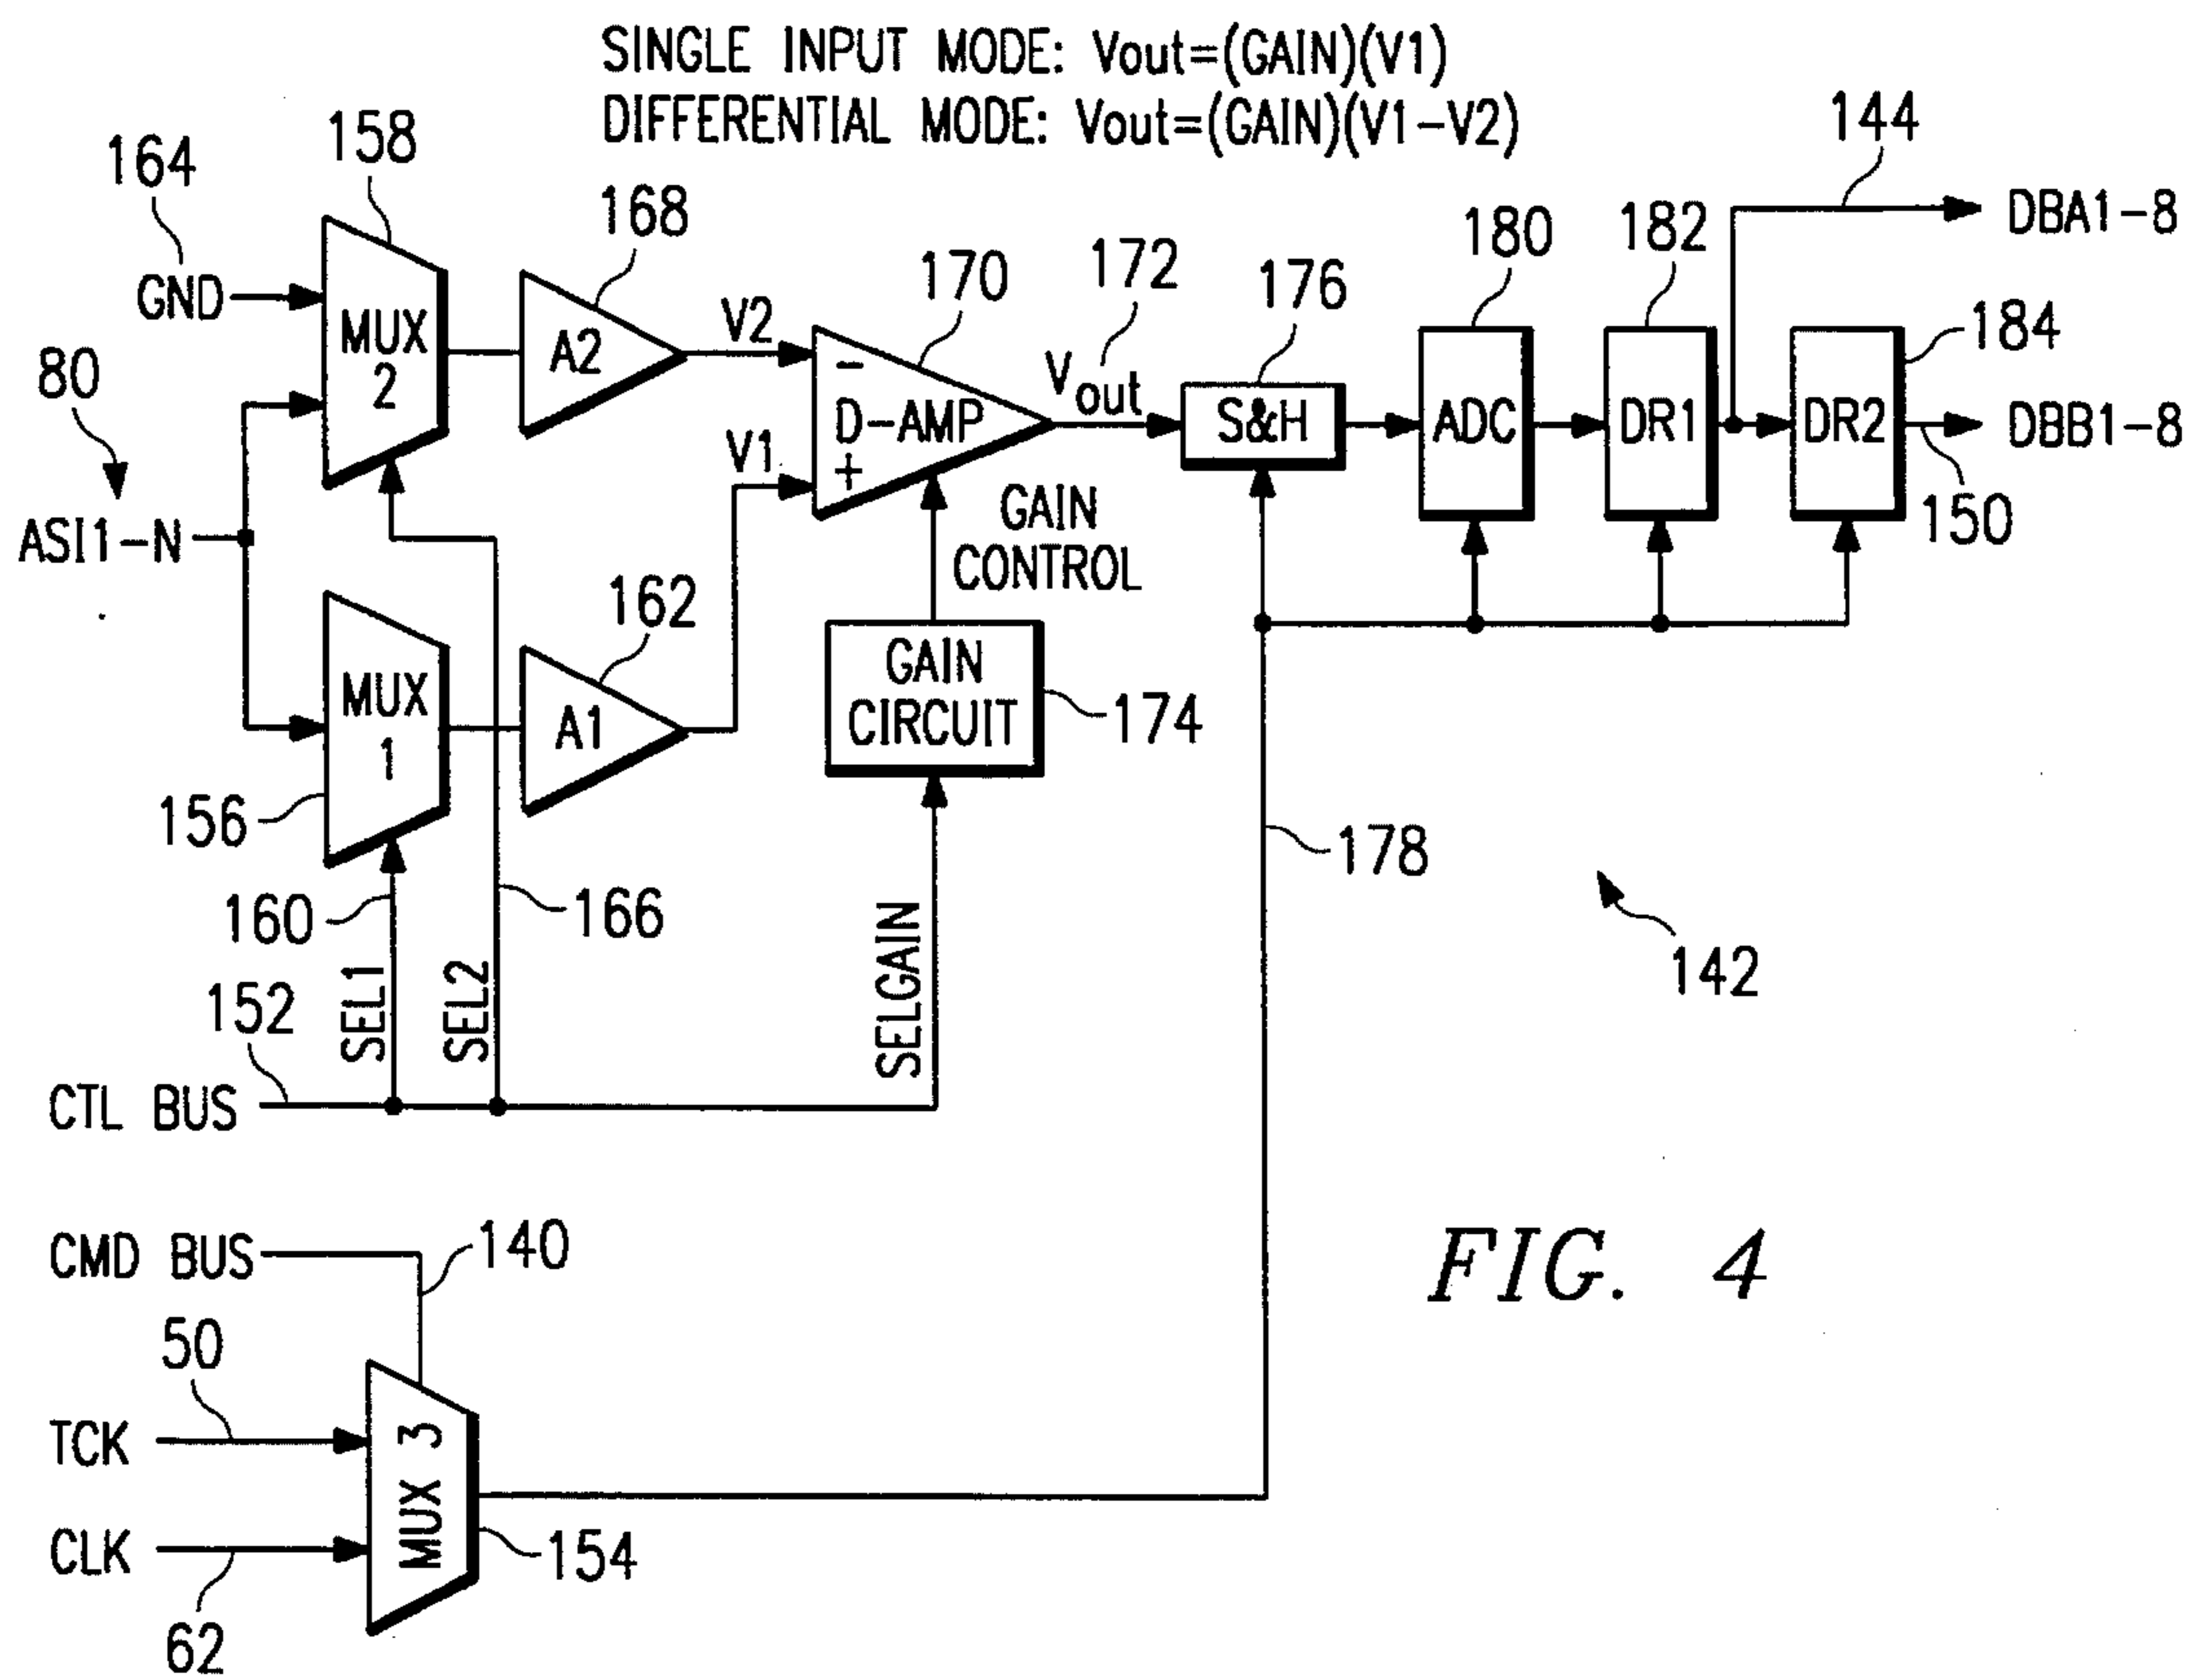 SINGLE INPUT MODE: Vout=(GAIN)(V1)
DIFFERENTIAL MODE: Vout=(GAIN)(V1-V2)
164
158
168
170
172
176
180
182
144
DBA1-8
184
GND
MUX
2
A2
V2
80
ASI1-N
V1
-
D-AMP
+
Vout
S&H
ADC
DR1
DR2
DBB1-8
150
GAIN
CONTROL
162
MUX
1
A1
156
GAIN
CIRCUIT
174
160
166
178
142
SEL1
SEL2
SELGAIN
152
CTL BUS
CMD BUS
140
50
TCK
MUX 3
CLK
62
154
FIG. 4